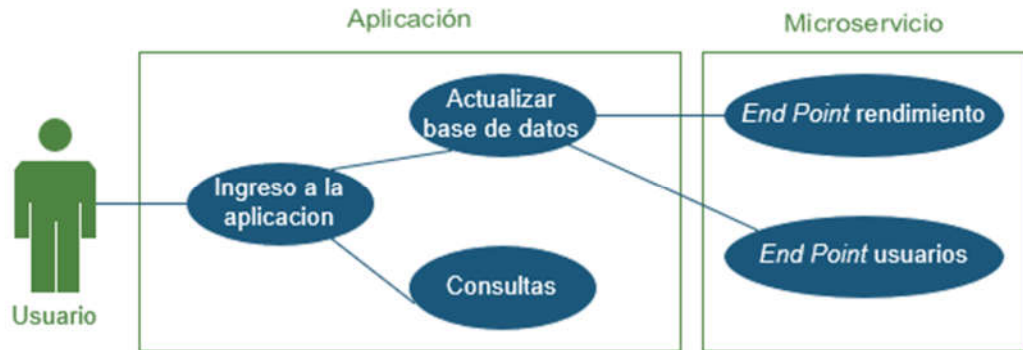 Aplicación
Microservicio
Actualizar
base de datos
End Point rendimiento
Ingreso a la
aplicacion
End Point usuarios
Consultas
Usuario